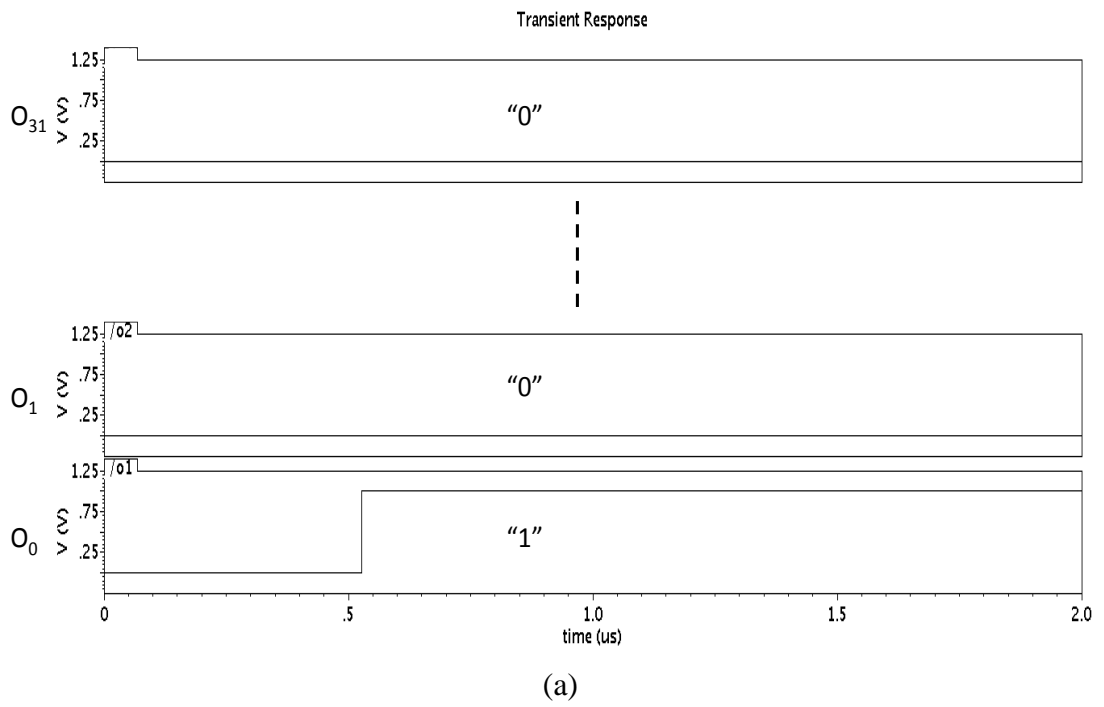 Transient Response
1.25
.75
.25
V (V)
O31
“0”
/o2
1.25
.75
.25
V (V)
O1
“0”
/o1
1.25
.75
.25
V (V)
O0
“1”
0 .5 1.0 1.5 2.0
time (us)
(a)